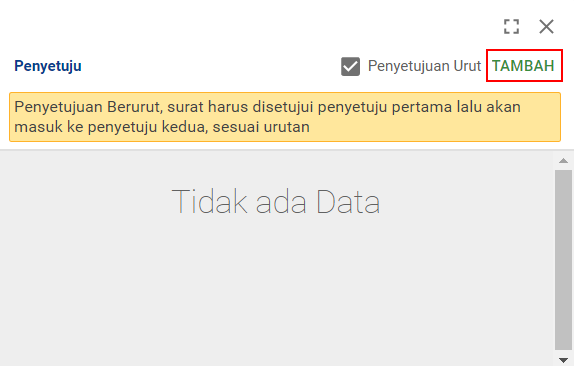 Penyetuju
Penyetujuan Urut
TAMBAH
Penyetujuan Berurut, surat harus disetujui penyetuju pertama lalu akan
masuk ke penyetuju kedua, sesuai urutan
Tidak ada Data